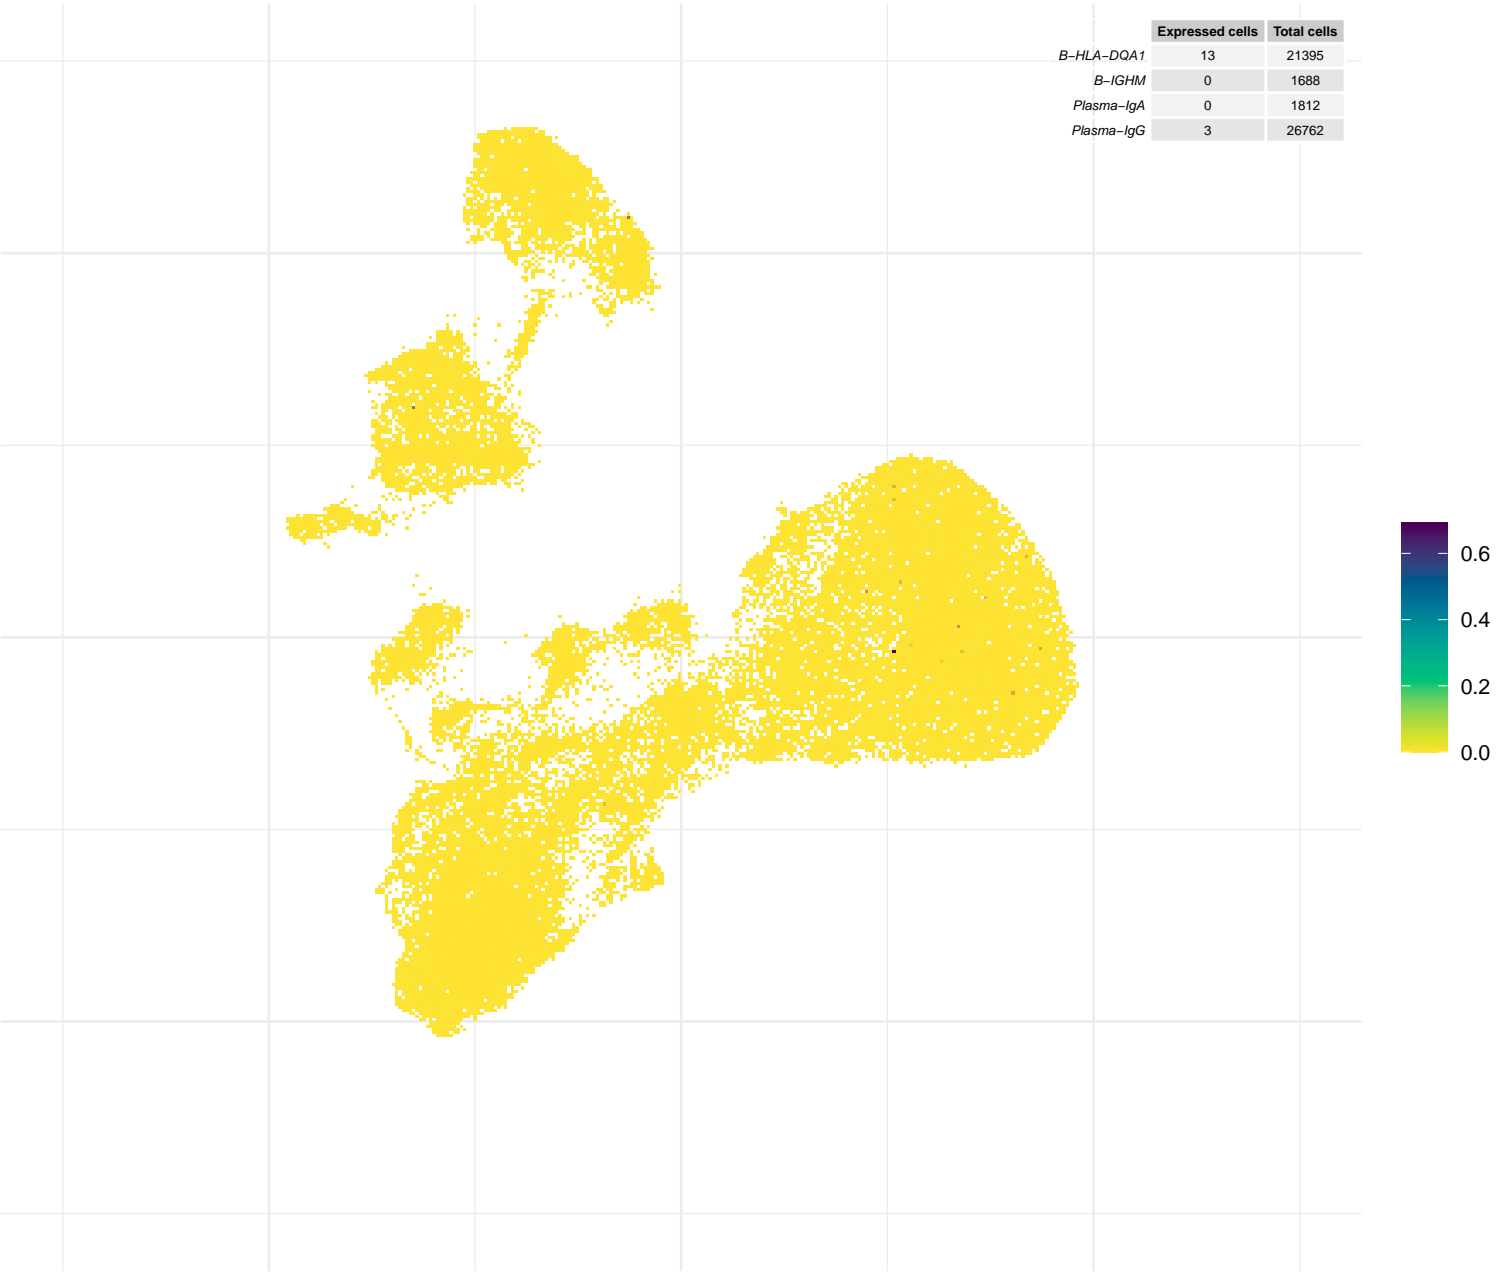 Expressed cells Total cells
B−HLA−DQA1 13 21395
B−IGHM 0 1688
Plasma−IgA 0 1812
Plasma−IgG 3 26762
0.6
0.4
0.2
0.0